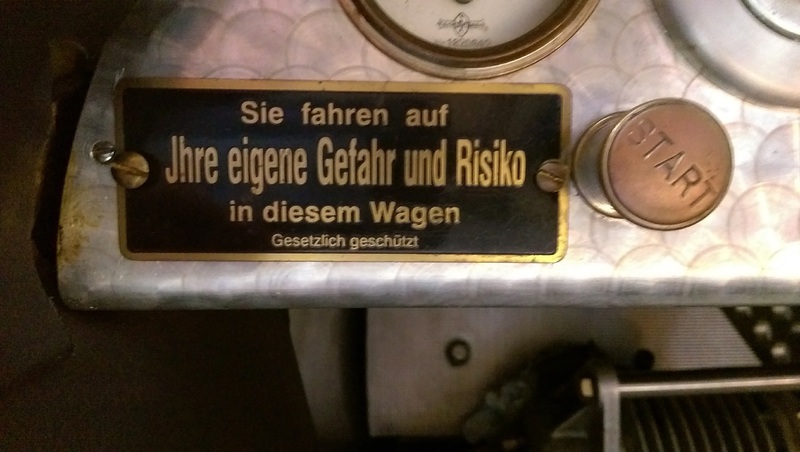 Sie fahren auf
Jhre eigene Gefahr und Risiko
in diesem Wagen
Gesetzlich geschützt
START